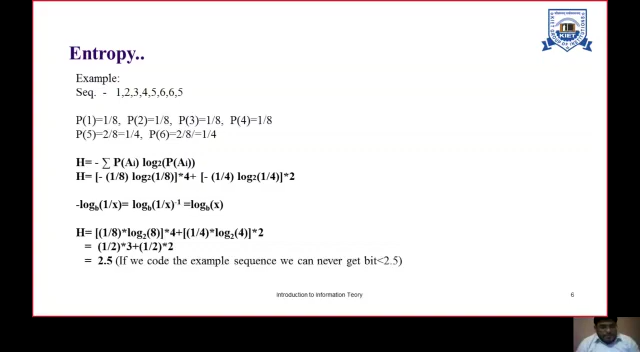 KIET
Entropy..
Example:
Seq. - 1,2,3,4,5,6,6,5
P(1)=1/8, P(2)=1/8, P(3)=1/8, P(4)=1/8
P(5)=2/8=1/4, P(6)=2/8/=1/4
H= - ∑ P(Ai) log2(P(Ai))
H= [- (1/8) log2(1/8)]*4+ [- (1/4) log2(1/4)]*2
-log_b(1/x)= log_b(1/x)^-1 =log_b(x)
H= [(1/8)*log₂(8)]*4+[(1/4)*log₂(4)]*2
= (1/2)*3+(1/2)*2
= 2.5 (If we code the example sequence we can never get bit<2.5)
Introduction to Information Teory
6